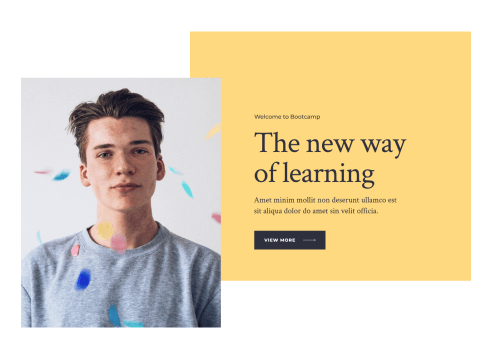 Welcome to Bootcamp
The new way
of learning
Amet minim mollit non deserunt ullamco est
sit aliqua dolor do amet sin velit officia.
VIEW MORE